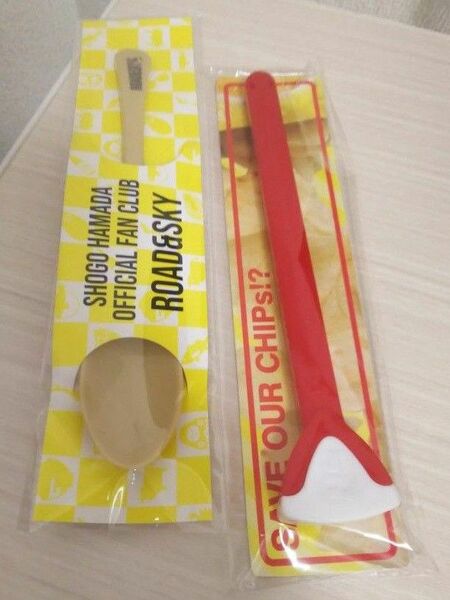 SHOGO HAMADA
OFFICIAL FAN CLUB
ROAD&SKY
SAVE OUR CHIPs!?